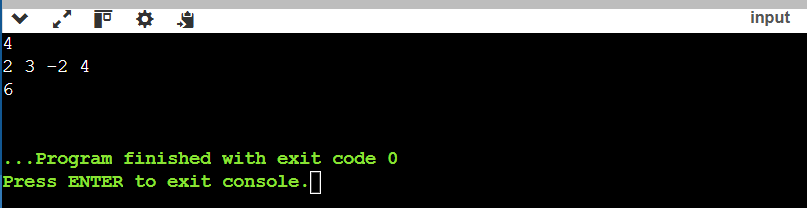 input
4
2 3 -2 4
6
...Program finished with exit code 0
Press ENTER to exit console.